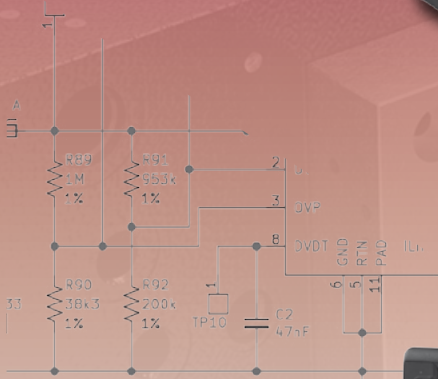 1
A
R89
1M
1%
R91
953k
1%
2
3
OVP
8
DVDT
GND
RTN
PAD
6
5
11
R90
38k3
1%
R92
200k
1%
33
1
TP10
C2
47nF